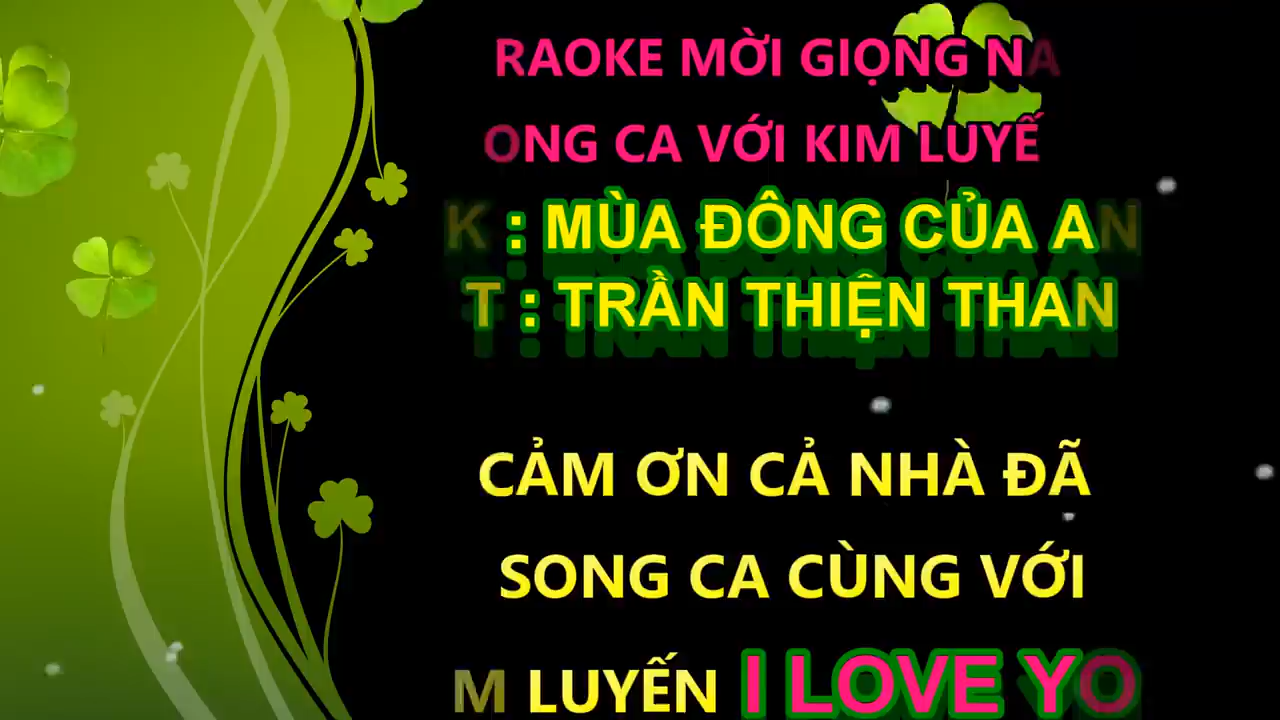 RAOKE MỜI GIỌNG NA
ONG CA VỚI KIM LUYẾ
K : MÙA ĐÔNG CỦA AN
T : TRẦN THIỆN THAN
CẢM ƠN CẢ NHÀ ĐÃ
SONG CA CÙNG VỚI
M LUYẾN I LOVE YO